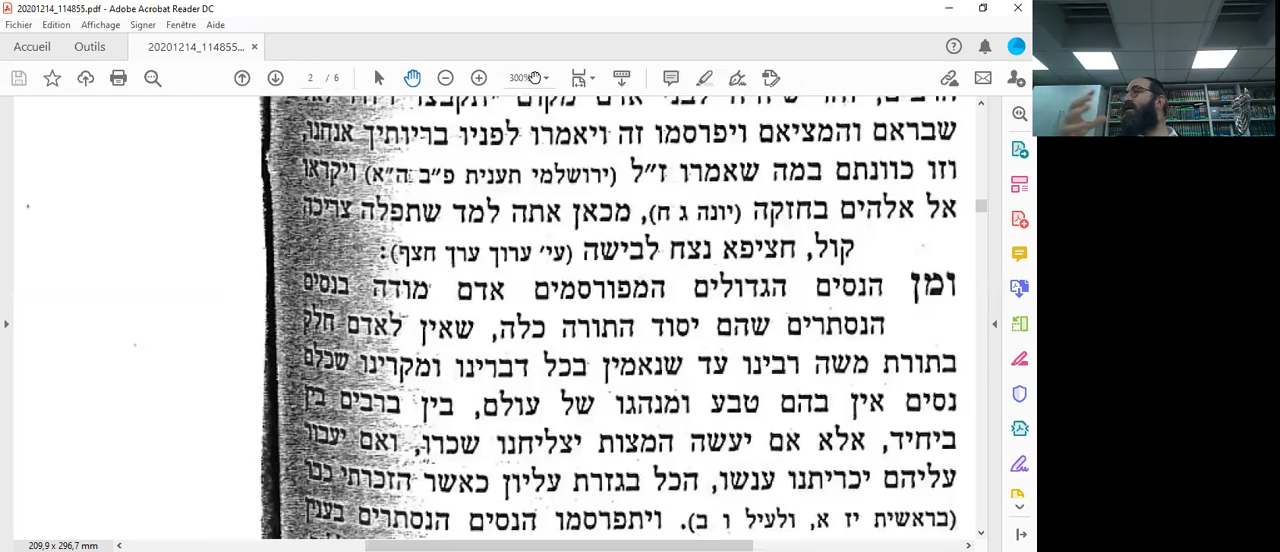 20201214_114855.pdf - Adobe Acrobat Reader DC
Fichier Edition Affichage Signer Fenêtre Aide
Accueil Outils 20201214_114855... ×
2 / 6 300%
שבראם והמציאם ויפרסמו זה ויאמרו לפניו בריותיך אנחנו,
וזו כוונתם במה שאמרו ז״ל (ירושלמי תענית פ״ב ה״א) ויקראו
אל אלהים בחזקה (יונה ג ח), מכאן אתה למד שתפלה צריכה
קול, חציפא נצח לבישה (עי׳ ערוך ערך חצף):
ומן הנסים הגדולים המפורסמים אדם מודה בנסים
הנסתרים שהם יסוד התורה כלה, שאין לאדם חלק
בתורת משה רבינו עד שנאמין בכל דברינו ומקרינו שכלם
נסים אין בהם טבע ומנהגו של עולם, בין ברבים בין
ביחיד, אלא אם יעשה המצות יצליחנו שכרו, ואם יעבור
עליהם יכריתנו ענשו, הכל בגזרת עליון כאשר הזכרתי כבר
(בראשית יז א, ולעיל ו ב). ויתפרסמו הנסים הנסתרים בענין
209,9 x 296,7 mm